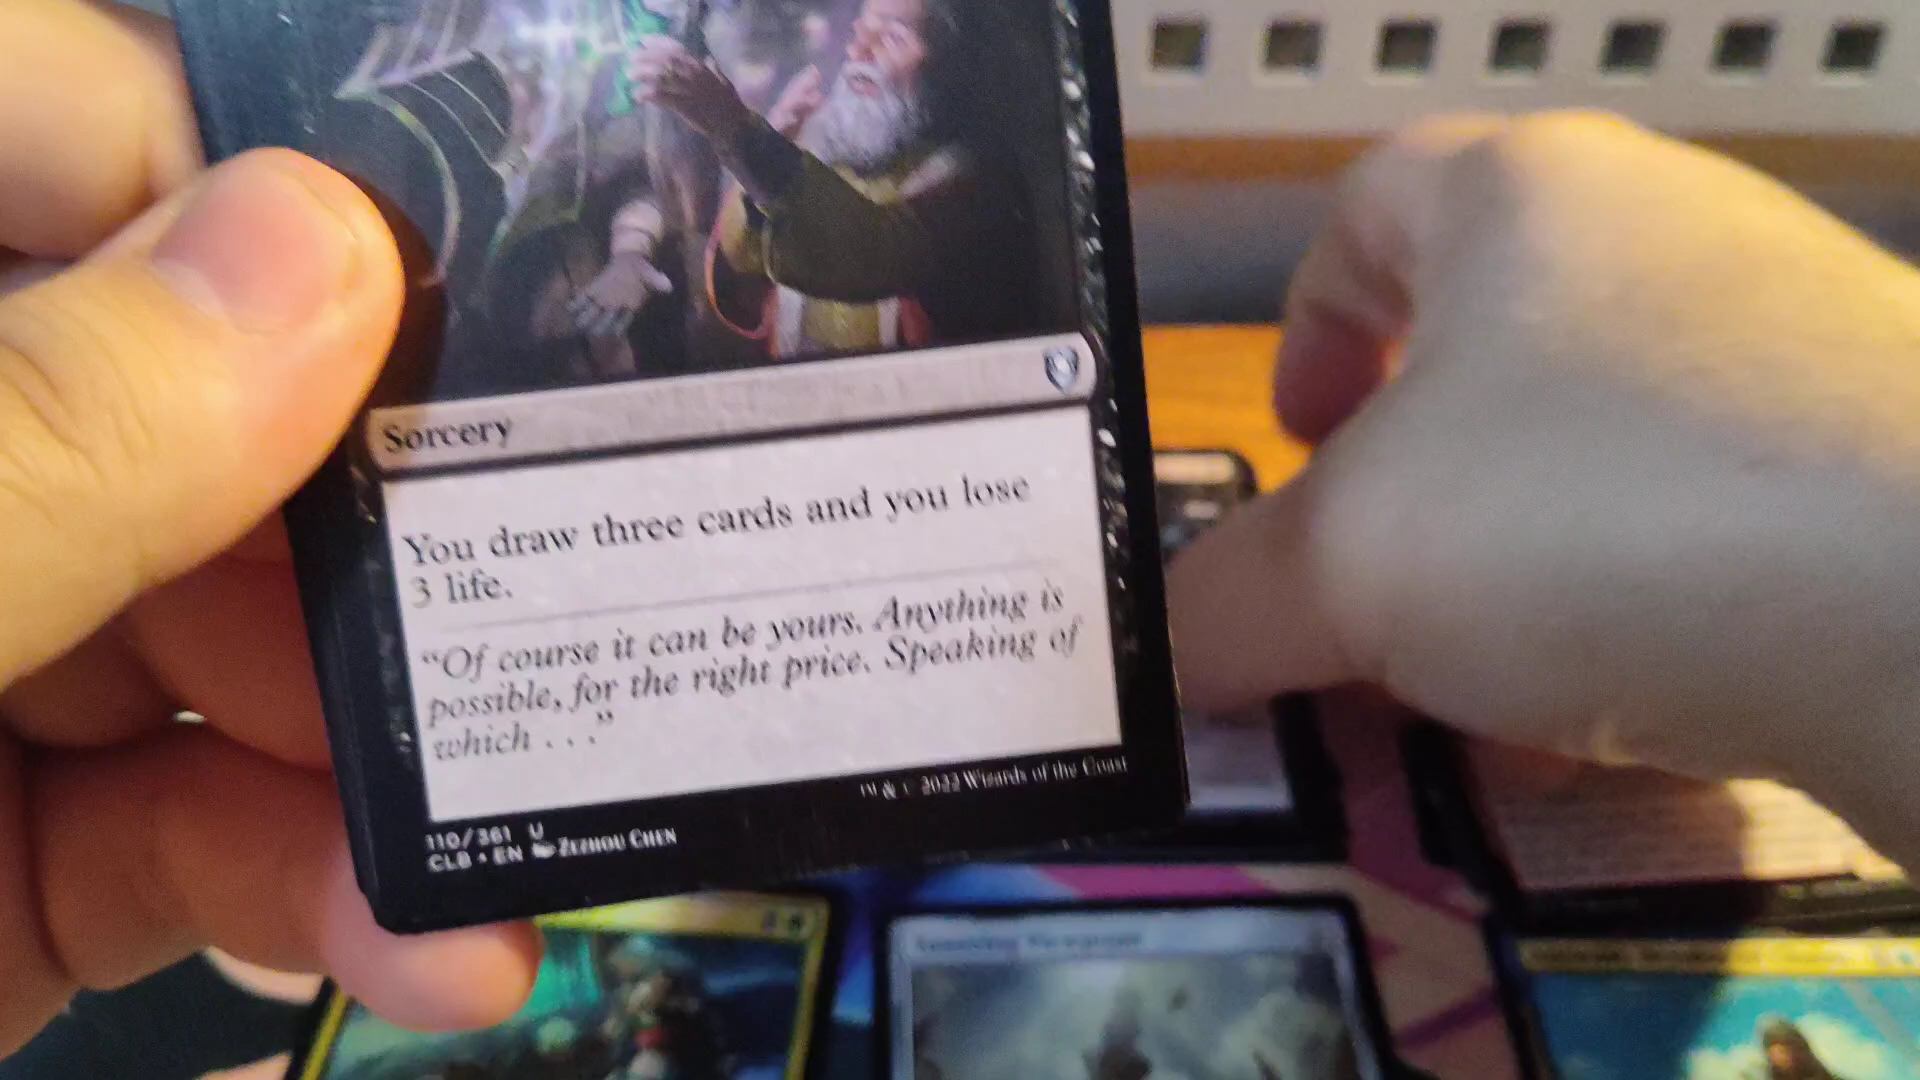 Sorcery
You draw three cards and you lose
3 life.
“Of course it can be yours. Anything is
possible, for the right price. Speaking of
which . . .”
™ & © 2022 Wizards of the Coast
110/361 U
CLB • EN Zezhou Chen